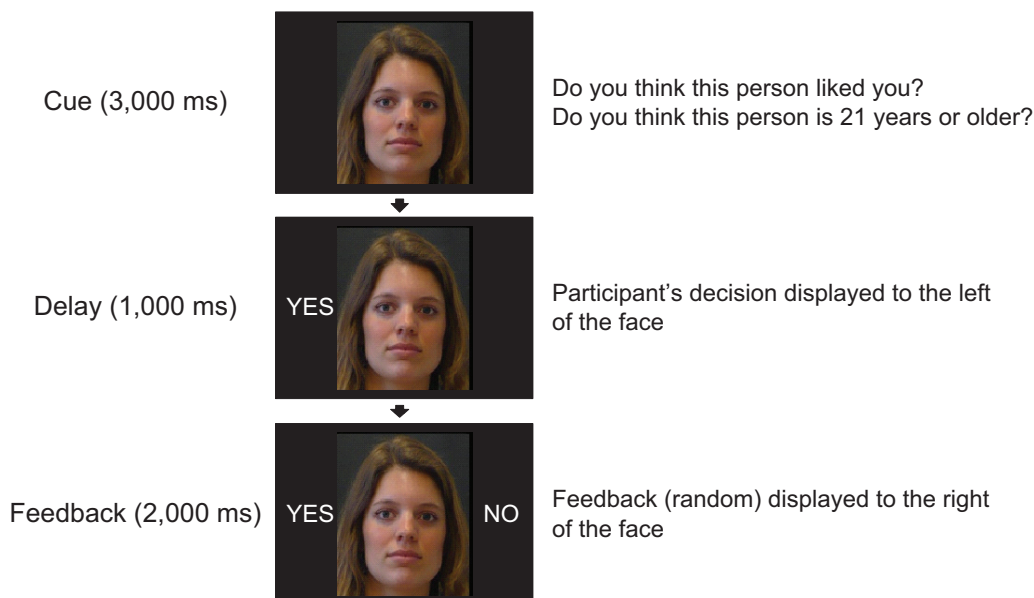 Cue (3,000 ms)
Do you think this person liked you?
Do you think this person is 21 years or older?
Delay (1,000 ms)
YES
Participant's decision displayed to the left
of the face
Feedback (2,000 ms)
YES
NO
Feedback (random) displayed to the right
of the face